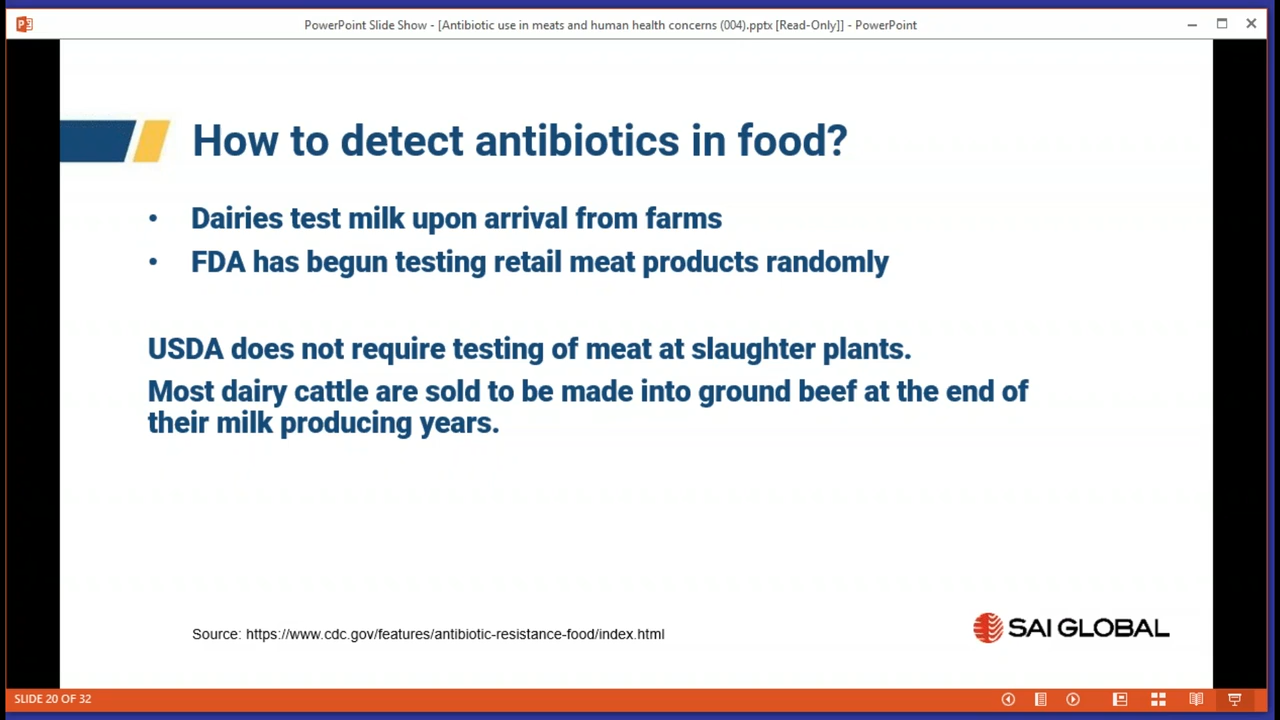 PowerPoint Slide Show - [Antibiotic use in meats and human health concerns (004).pptx [Read-Only]] - PowerPoint
How to detect antibiotics in food?
• Dairies test milk upon arrival from farms
• FDA has begun testing retail meat products randomly
USDA does not require testing of meat at slaughter plants.
Most dairy cattle are sold to be made into ground beef at the end of
their milk producing years.
Source: https://www.cdc.gov/features/antibiotic-resistance-food/index.html
SAI GLOBAL
SLIDE 20 OF 32